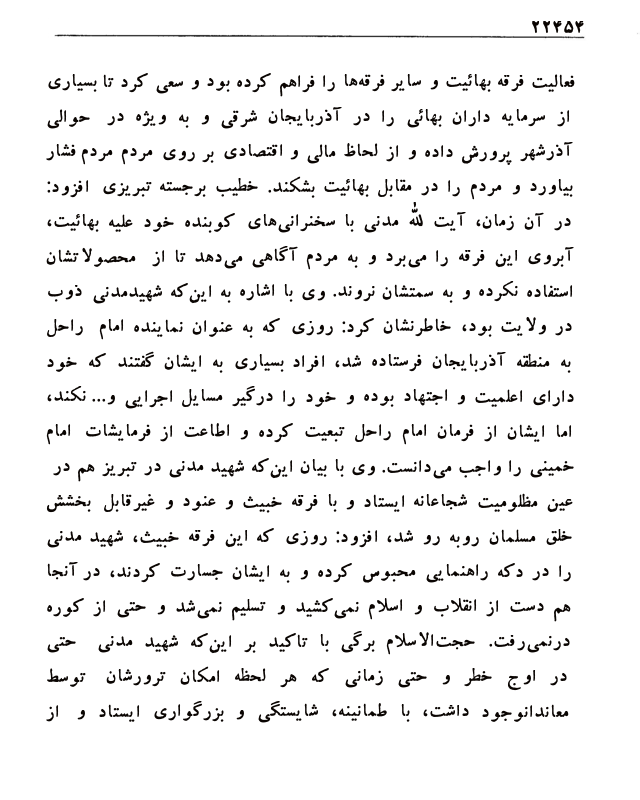 ۲۲۴۵۴
فعالیت فرقه بهائیت و سایر فرقه‌ها را فراهم کرده بود و سعی کرد تا بسیاری
از سرمایه داران بهائی را در آذربایجان شرقی و به ویژه در حوالی
آذرشهر پرورش داده و از لحاظ مالی و اقتصادی بر روی مردم مردم فشار
بیاورد و مردم را در مقابل بهائیت بشکند. خطیب برجسته تبریزی افزود:
در آن زمان، آیت الله مدنی با سخنرانی‌های کوبنده خود علیه بهائیت،
آبروی این فرقه را می‌برد و به مردم آگاهی می‌دهد تا از محصولاتشان
استفاده نکرده و به سمتشان نروند. وی با اشاره به این‌که شهیدمدنی ذوب
در ولایت بود، خاطرنشان کرد: روزی که به عنوان نماینده امام راحل
به منطقه آذربایجان فرستاده شد، افراد بسیاری به ایشان گفتند که خود
دارای اعلمیت و اجتهاد بوده و خود را درگیر مسایل اجرایی و... نکند،
اما ایشان از فرمان امام راحل تبعیت کرده و اطاعت از فرمایشات امام
خمینی را واجب می‌دانست. وی با بیان این‌که شهید مدنی در تبریز هم در
عین مظلومیت شجاعانه ایستاد و با فرقه خبیث و عنود و غیرقابل بخشش
خلق مسلمان روبه رو شد، افزود: روزی که این فرقه خبیث، شهید مدنی
را در دکه راهنمایی محبوس کرده و به ایشان جسارت کردند، در آنجا
هم دست از انقلاب و اسلام نمی‌کشید و تسلیم نمی‌شد و حتی از کوره
درنمی‌رفت. حجت‌الاسلام برگی با تاکید بر این‌که شهید مدنی حتی
در اوج خطر و حتی زمانی که هر لحظه امکان ترورشان توسط
معاندانوجود داشت، با طمانینه، شایستگی و بزرگواری ایستاد و از